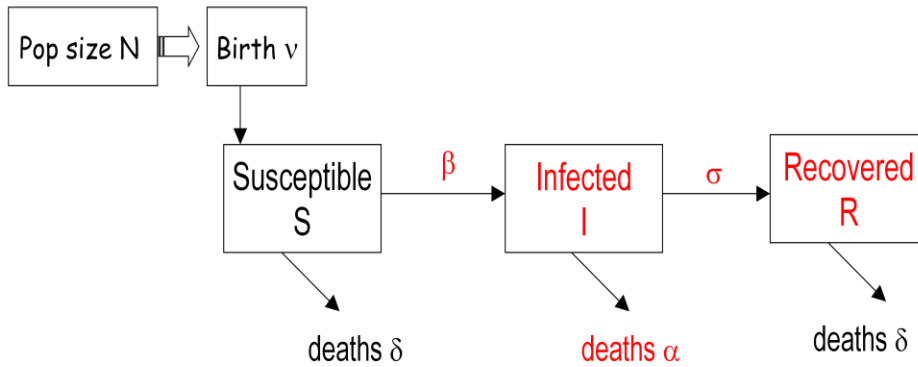 Pop size N
Birth ν
Susceptible
S
β
Infected
I
σ
Recovered
R
deaths δ
deaths α
deaths δ